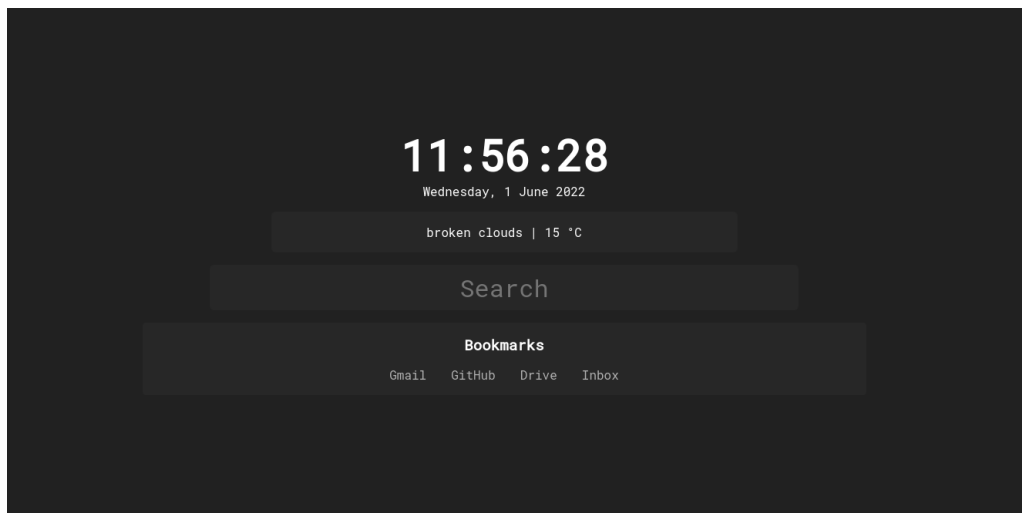 11:56:28
Wednesday, 1 June 2022
broken clouds | 15 °C
Search
Bookmarks
Gmail GitHub Drive Inbox